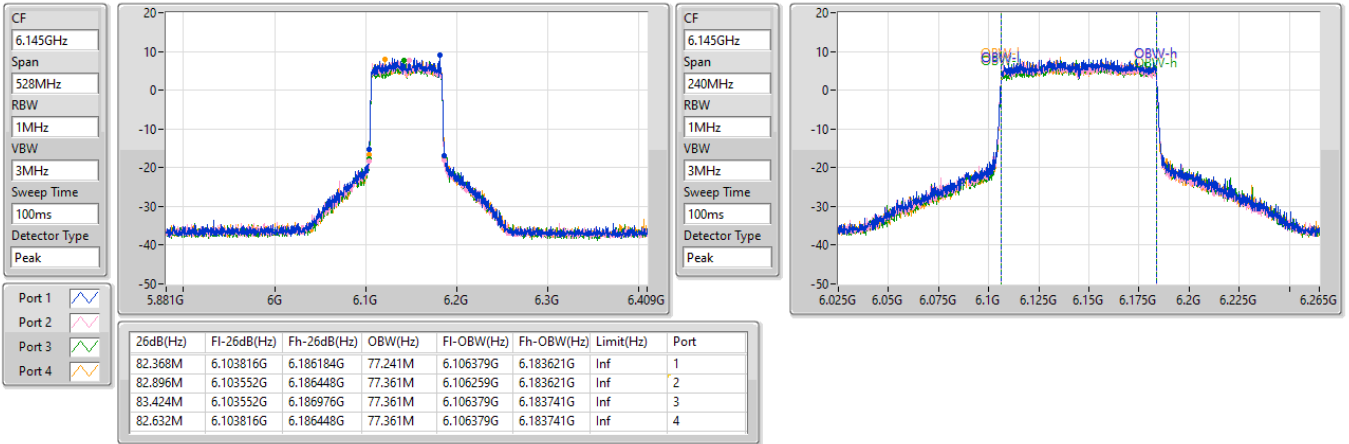 CF
6.145GHz
Span
528MHz
RBW
1MHz
VBW
3MHz
Sweep Time
100ms
Detector Type
Peak
20-
10-
0-
-10-
-20-
-30-
-40-
-50-
5.881G 6G 6.1G 6.2G 6.3G 6.409G
CF
6.145GHz
Span
240MHz
RBW
1MHz
VBW
3MHz
Sweep Time
100ms
Detector Type
Peak
20-
10-
0-
-10-
-20-
-30-
-40-
-50-
OBW-l OBW-h
OBW-l OBW-h
6.025G 6.05G 6.075G 6.1G 6.125G 6.15G 6.175G 6.2G 6.225G 6.265G
Port 1
Port 2
Port 3
Port 4
26dB(Hz) Fl-26dB(Hz) Fh-26dB(Hz) OBW(Hz) Fl-OBW(Hz) Fh-OBW(Hz) Limit(Hz) Port
82.368M 6.103816G 6.186184G 77.241M 6.106379G 6.183621G Inf 1
82.896M 6.103552G 6.186448G 77.361M 6.106259G 6.183621G Inf 2
83.424M 6.103552G 6.186976G 77.361M 6.106379G 6.183741G Inf 3
82.632M 6.103816G 6.186448G 77.361M 6.106379G 6.183741G Inf 4